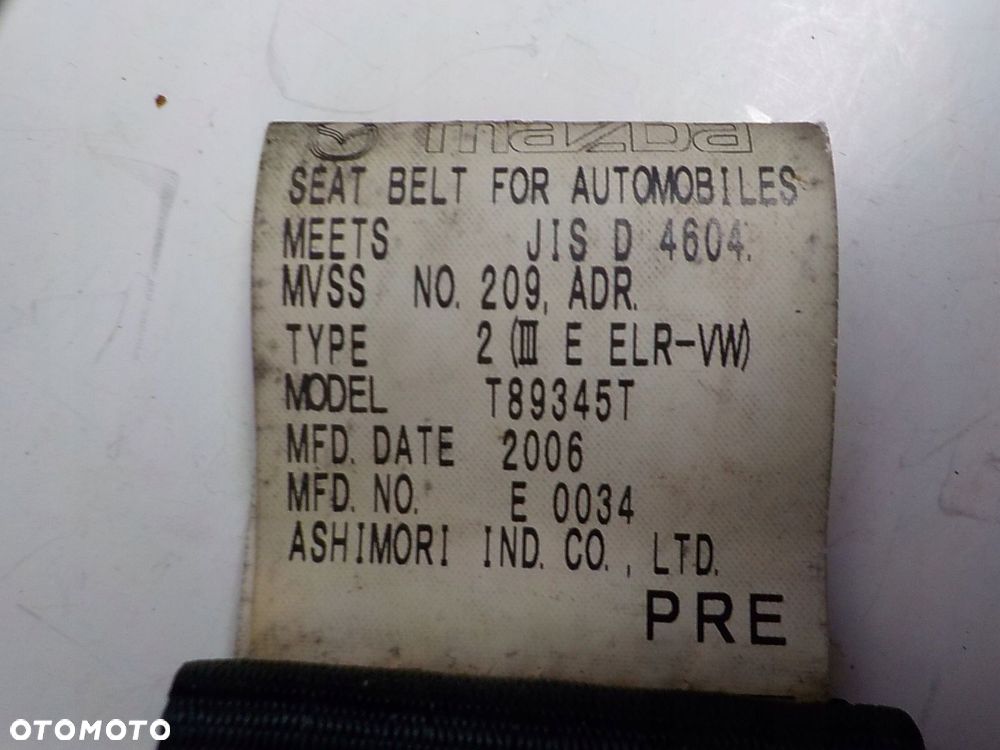 mazda
SEAT BELT FOR AUTOMOBILES
MEETS JIS D 4604.
MVSS NO. 209, ADR.
TYPE 2 (Ⅲ E ELR-VW)
MODEL T89345T
MFD. DATE 2006
MFD. NO. E 0034
ASHIMORI IND. CO., LTD.
PRE
OTOMOTO